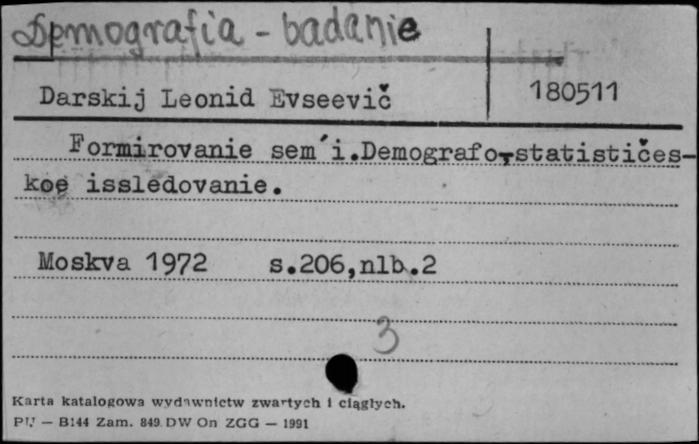 Demografia - badanie
Darskij Leonid Evseevič
180511
Formirovanie sem´i.Demografo-statističes-
koe issledovanie.
Moskva 1972 s.206,nlb.2
3
Karta katalogowa wydawnictw zwartych i ciągłych.
PU — B144 Zam. 849. DW On ZGG — 1991